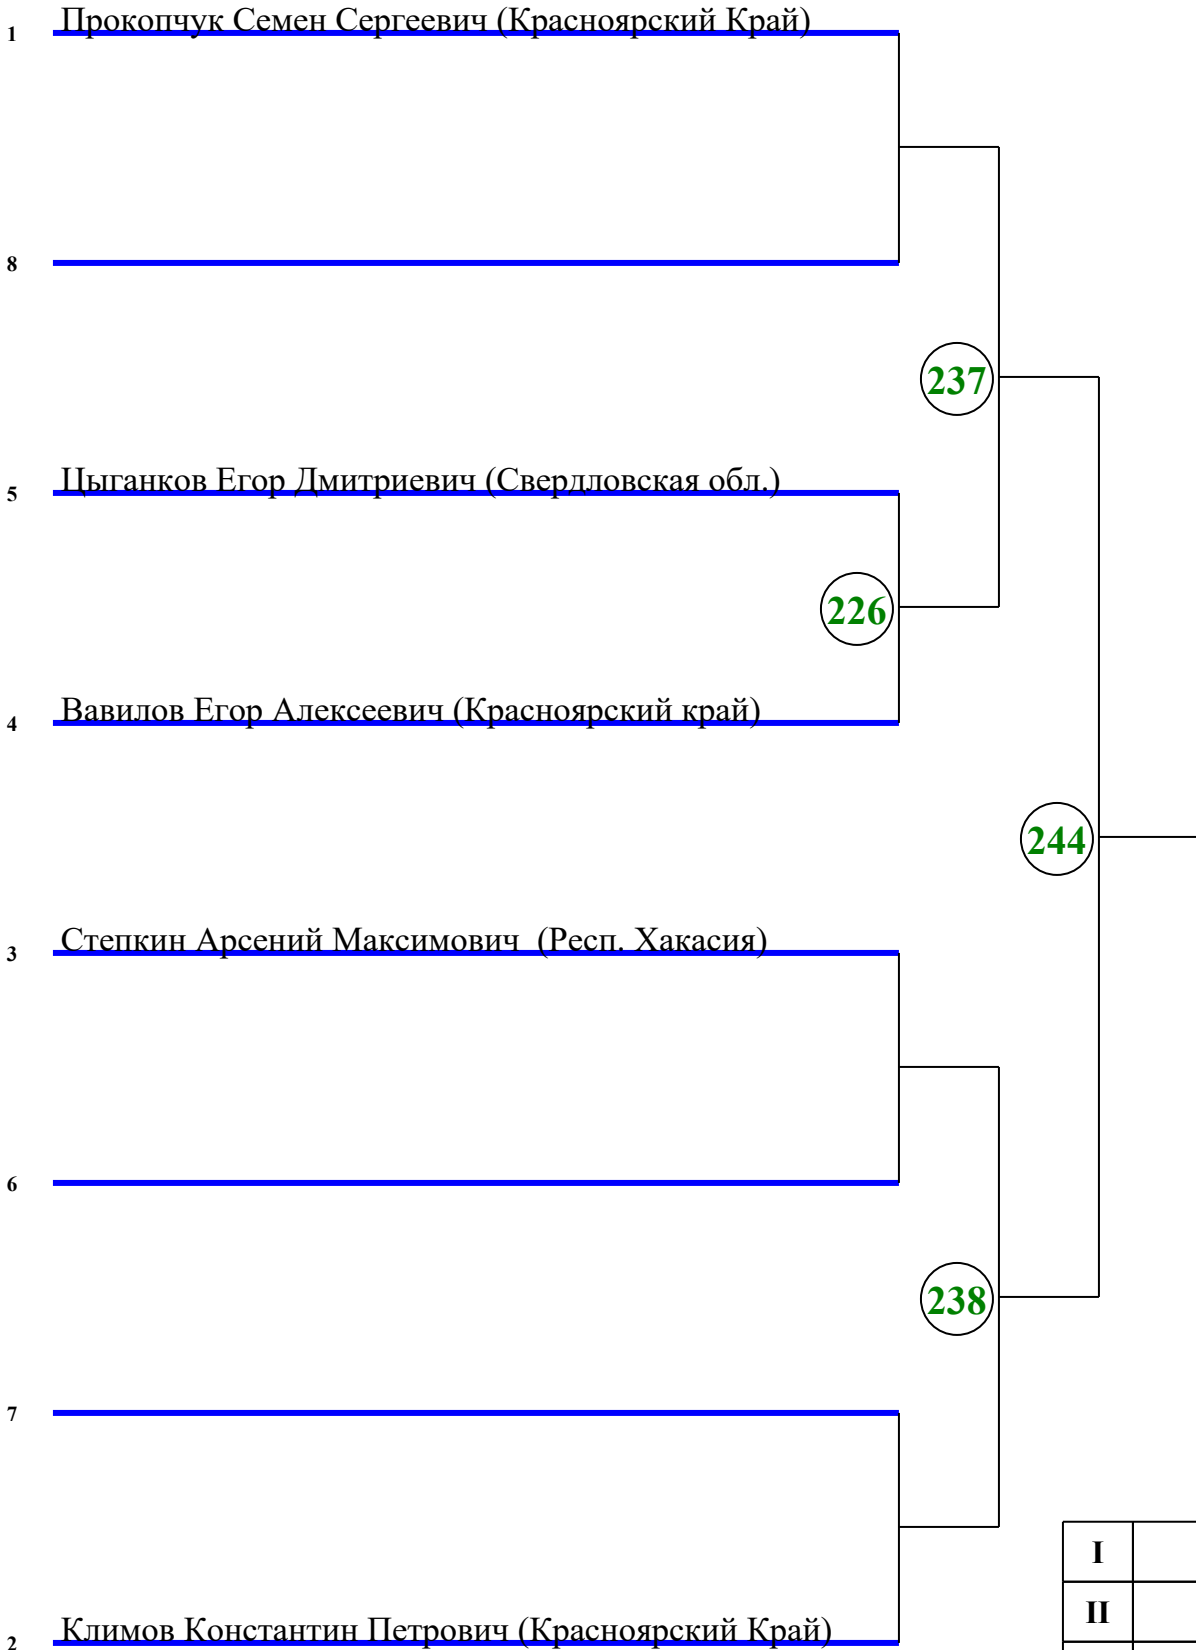 1 Прокопчук Семен Сергеевич (Красноярский Край)
8
237
5 Цыганков Егор Дмитриевич (Свердловская обл.)
226
4 Вавилов Егор Алексеевич (Красноярский край)
244
3 Степкин Арсений Максимович (Респ. Хакасия)
6
238
7
I
II
2 Климов Константин Петрович (Красноярский Край)